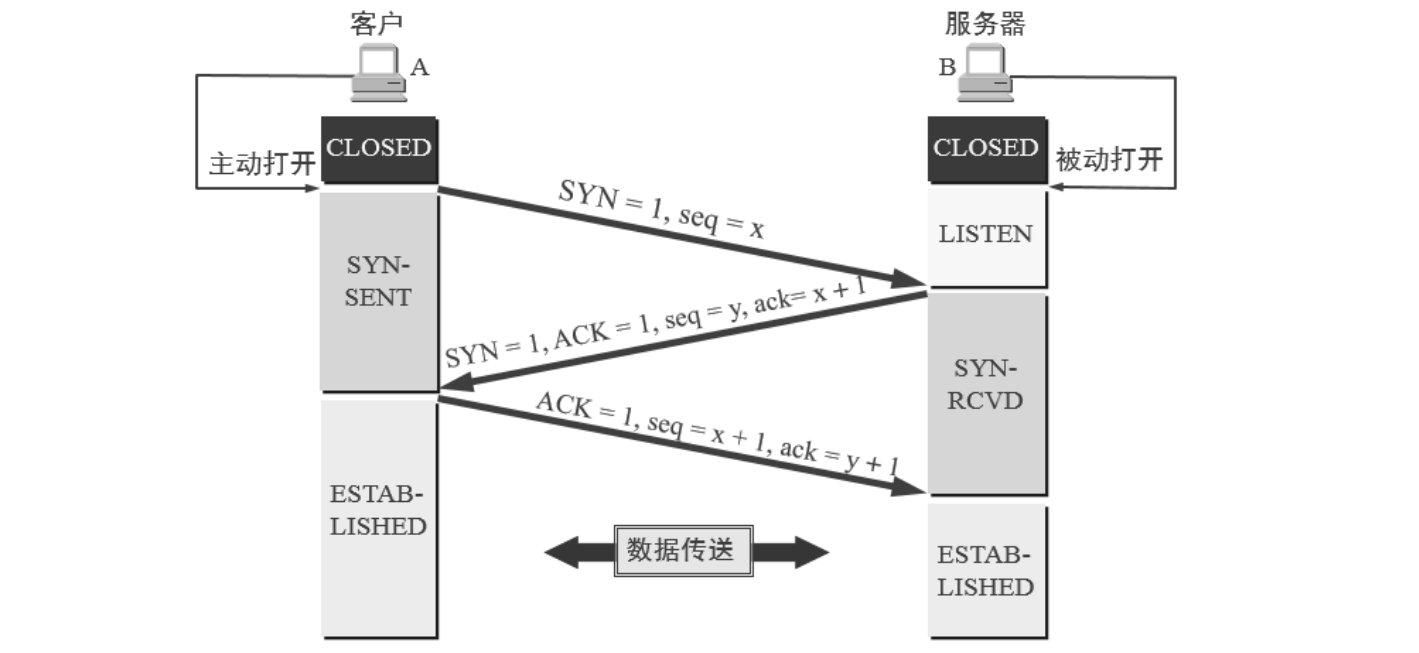 客户
服务器
A
B
CLOSED
CLOSED
主动打开
被动打开
SYN = 1, seq = x
LISTEN
SYN-
SENT
SYN = 1, ACK = 1, seq = y, ack= x + 1
SYN-
RCVD
ACK = 1, seq = x + 1, ack = y + 1
ESTAB-
LISHED
数据传送
ESTAB-
LISHED